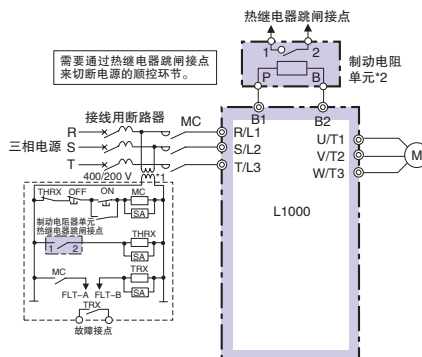 热继电器跳闸接点
1 2
需要通过热继电器跳闸接点
来切断电源的顺控环节。
制动电阻
单元*2
P B
B1 B2
接线用断路器
MC
三相电源
R R/L1
S S/L2
T T/L3
U/T1
V/T2
W/T3
M
L1000
400/200 V *1
THRX OFF ON MC
SA
制动电阻器单元
热继电器跳闸接点
1 2
THRX
SA
MC
TRX
SA
FLT-A FLT-B
TRX
故障接点